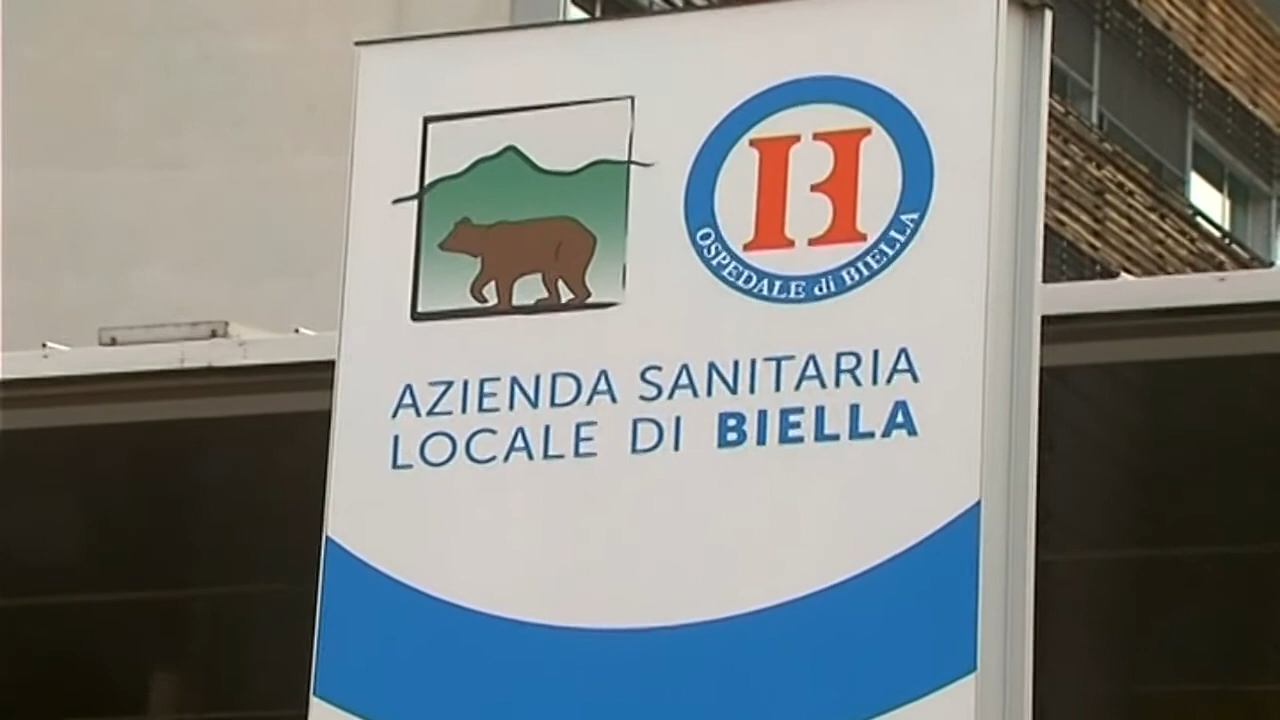 H
OSPEDALE di BIELLA
AZIENDA SANITARIA
LOCALE DI BIELLA